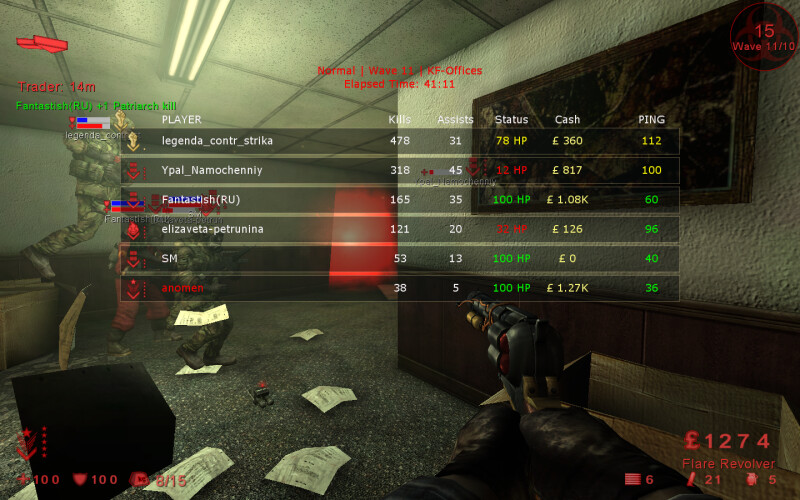 15
Wave 11/10
Normal | Wave 11 | KF-Offices
Elapsed Time: 41:11
Trader: 14m
Fantastish(RU) +1 Patriarch kill
PLAYER Kills Assists Status Cash PING
legenda_contr_strika 478 31 78 HP £ 360 112
Ypal_Namochenniy 318 45 12 HP £ 817 100
Ypal_Namochenniy
Fantastish(RU) 165 35 100 HP £ 1.08K 60
elizaveta-petrunina 121 20 HP £ 126 96
SM 53 13 100 HP £ 0 40
anomen 38 5 100 HP £ 1.27K 36
£1274
Flare Revolver
100 100 8/15 6 21 5